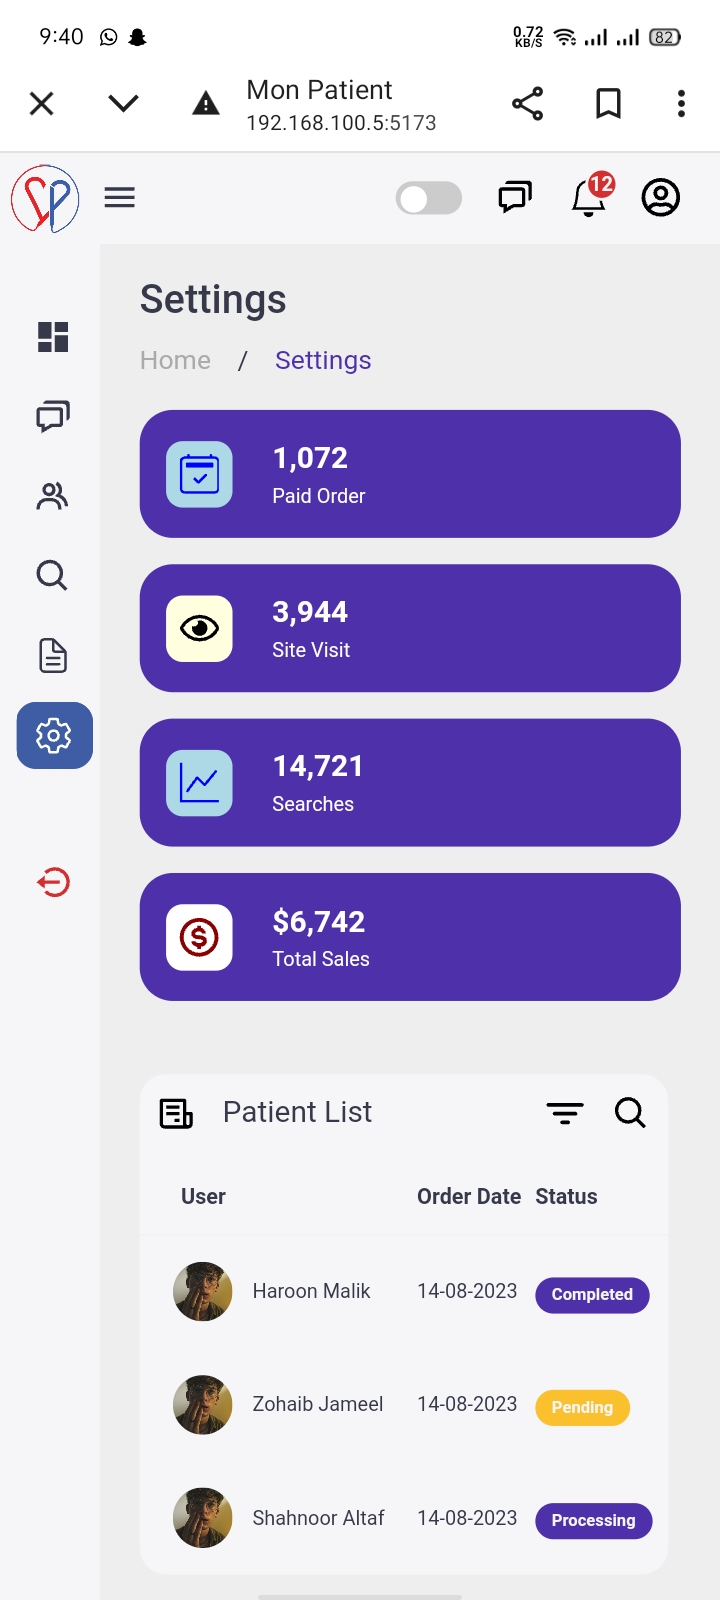 9:40
0.72
KB/S
82
Mon Patient
192.168.100.5:5173
12
Settings
Home / Settings
1,072
Paid Order
3,944
Site Visit
14,721
Searches
$6,742
Total Sales
Patient List
User Order Date Status
Haroon Malik 14-08-2023 Completed
Zohaib Jameel 14-08-2023 Pending
Shahnoor Altaf 14-08-2023 Processing